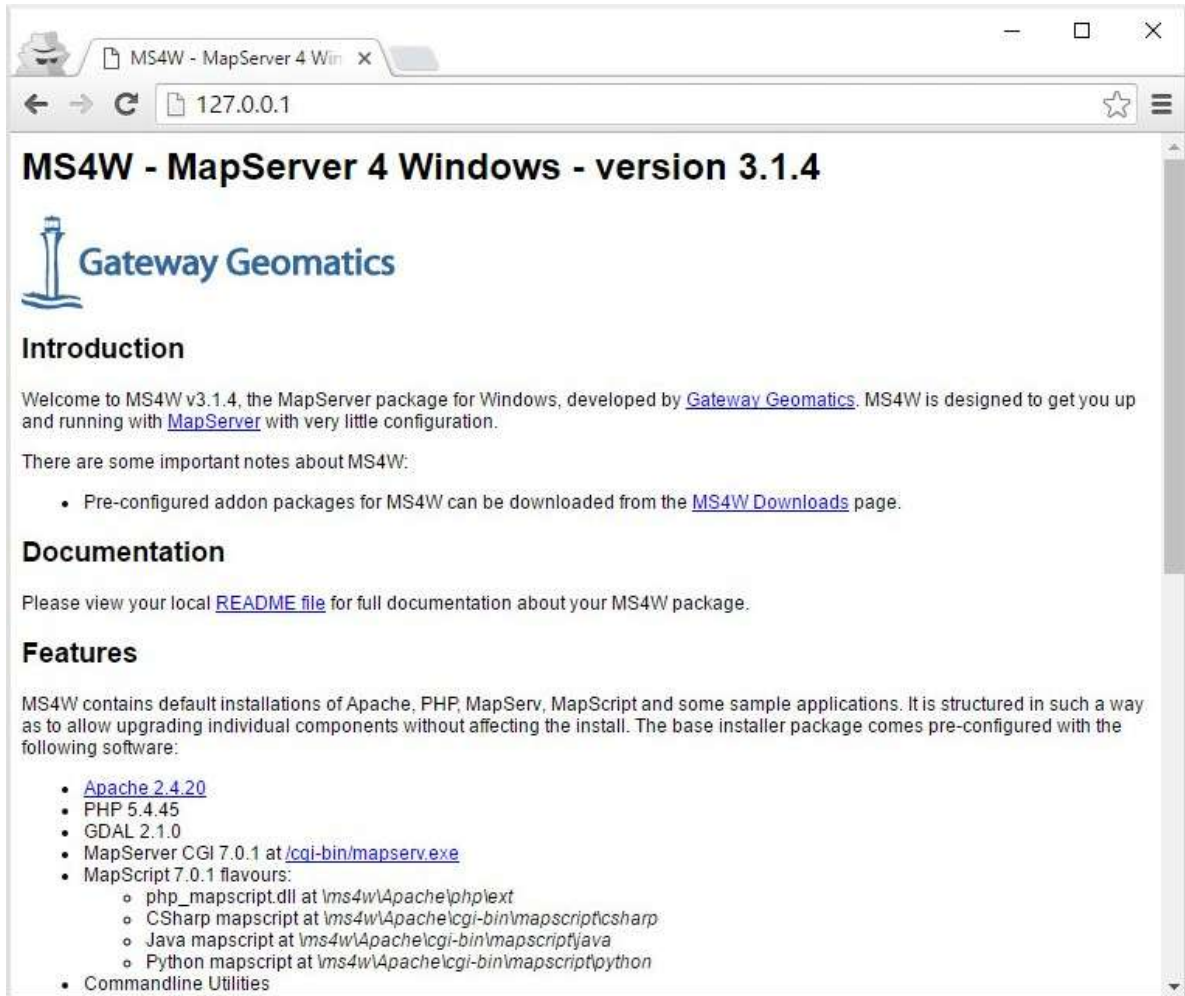 MS4W - MapServer 4 Win
127.0.0.1
MS4W - MapServer 4 Windows - version 3.1.4
Gateway Geomatics
Introduction
Welcome to MS4W v3.1.4, the MapServer package for Windows, developed by Gateway Geomatics. MS4W is designed to get you up
and running with MapServer with very little configuration.
There are some important notes about MS4W:
• Pre-configured addon packages for MS4W can be downloaded from the MS4W Downloads page.
Documentation
Please view your local README file for full documentation about your MS4W package.
Features
MS4W contains default installations of Apache, PHP, MapServ, MapScript and some sample applications. It is structured in such a way
as to allow upgrading individual components without affecting the install. The base installer package comes pre-configured with the
following software:
• Apache 2.4.20
• PHP 5.4.45
• GDAL 2.1.0
• MapServer CGI 7.0.1 at /cgi-bin/mapserv.exe
• MapScript 7.0.1 flavours:
◦ php_mapscript.dll at \ms4w\Apache\php\ext
◦ CSharp mapscript at \ms4w\Apache\cgi-bin\mapscript\csharp
◦ Java mapscript at \ms4w\Apache\cgi-bin\mapscript\java
◦ Python mapscript at \ms4w\Apache\cgi-bin\mapscript\python
• Commandline Utilities